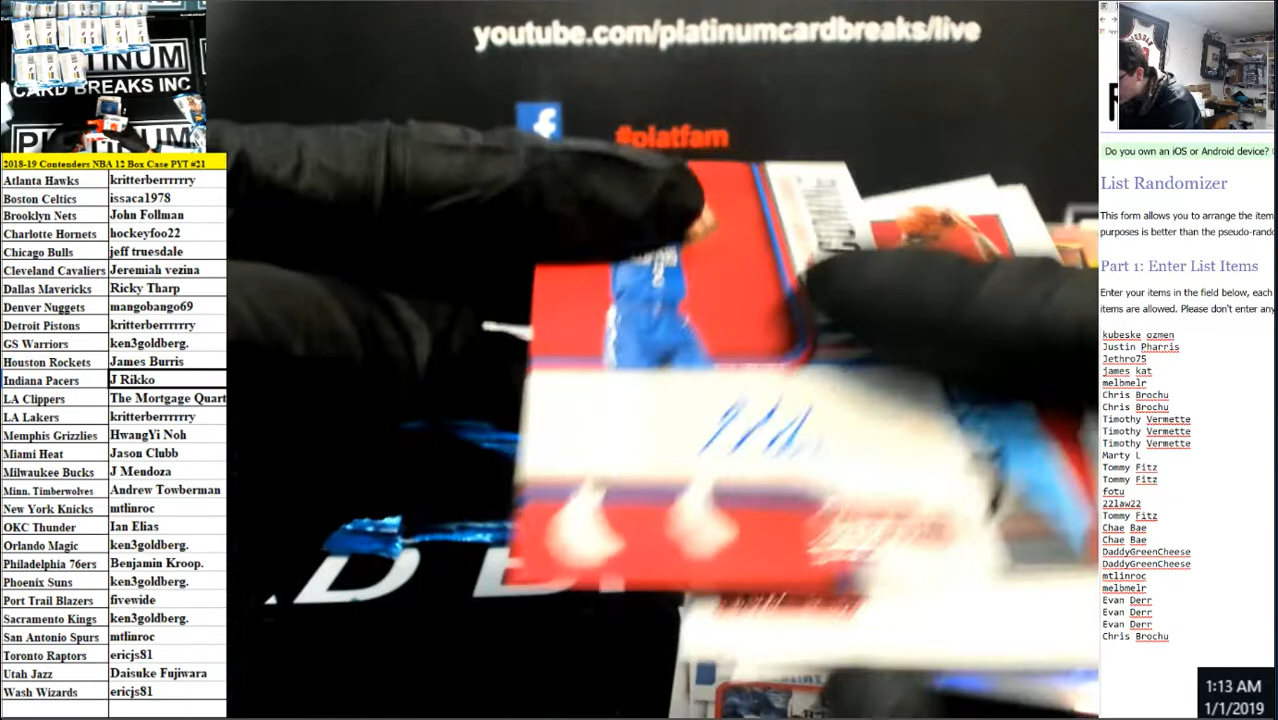 youtube.com/platinumcardbreaks/live
#platfam
CARD BREAKS INC
2018-19 Contenders NBA 12 Box Case PYT #21
Atlanta Hawks kritterberrrrrry
Boston Celtics issaca1978
Brooklyn Nets John Follman
Charlotte Hornets hockeyfoo22
Chicago Bulls jeff truesdale
Cleveland Cavaliers Jeremiah vezina
Dallas Mavericks Ricky Tharp
Denver Nuggets mangobango69
Detroit Pistons kritterberrrrrry
GS Warriors ken3goldberg.
Houston Rockets James Burris
Indiana Pacers J Rikko
LA Clippers The Mortgage Quart
LA Lakers kritterberrrrrry
Memphis Grizzlies HwangYi Noh
Miami Heat Jason Clubb
Milwaukee Bucks J Mendoza
Minn. Timberwolves Andrew Towberman
New York Knicks mtlinroc
OKC Thunder Ian Elias
Orlando Magic ken3goldberg.
Philadelphia 76ers Benjamin Kroop.
Phoenix Suns ken3goldberg.
Port Trail Blazers fivewide
Sacramento Kings ken3goldberg.
San Antonio Spurs mtlinroc
Toronto Raptors ericjs81
Utah Jazz Daisuke Fujiwara
Wash Wizards ericjs81
Do you own an iOS or Android device?
List Randomizer
This form allows you to arrange the item
purposes is better than the pseudo-rand
Part 1: Enter List Items
Enter your items in the field below, each
items are allowed. Please don't enter any
kubeske ozmen
Justin Pharris
Jethro75
james kat
melbmelr
Chris Brochu
Chris Brochu
Timothy Vermette
Timothy Vermette
Timothy Vermette
Marty L
Tommy Fitz
Tommy Fitz
fotu
22law22
Tommy Fitz
Chae Bae
Chae Bae
DaddyGreenCheese
DaddyGreenCheese
mtlinroc
melbmelr
Evan Derr
Evan Derr
Evan Derr
Chris Brochu
1:13 AM
1/1/2019